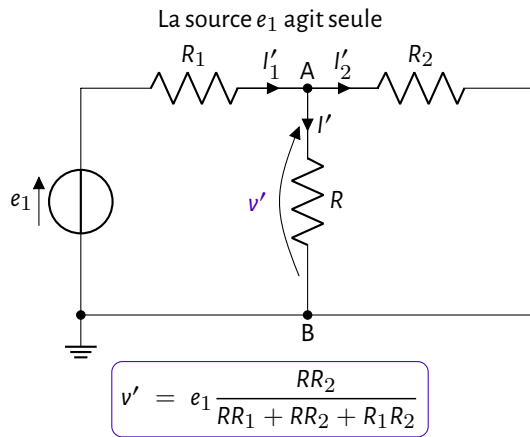 La source e₁ agit seule
R₁ I′₁ A I′₂ R₂
I′
e₁ v′ R
B
v′ = e₁ RR₂ / (RR₁ + RR₂ + R₁R₂)